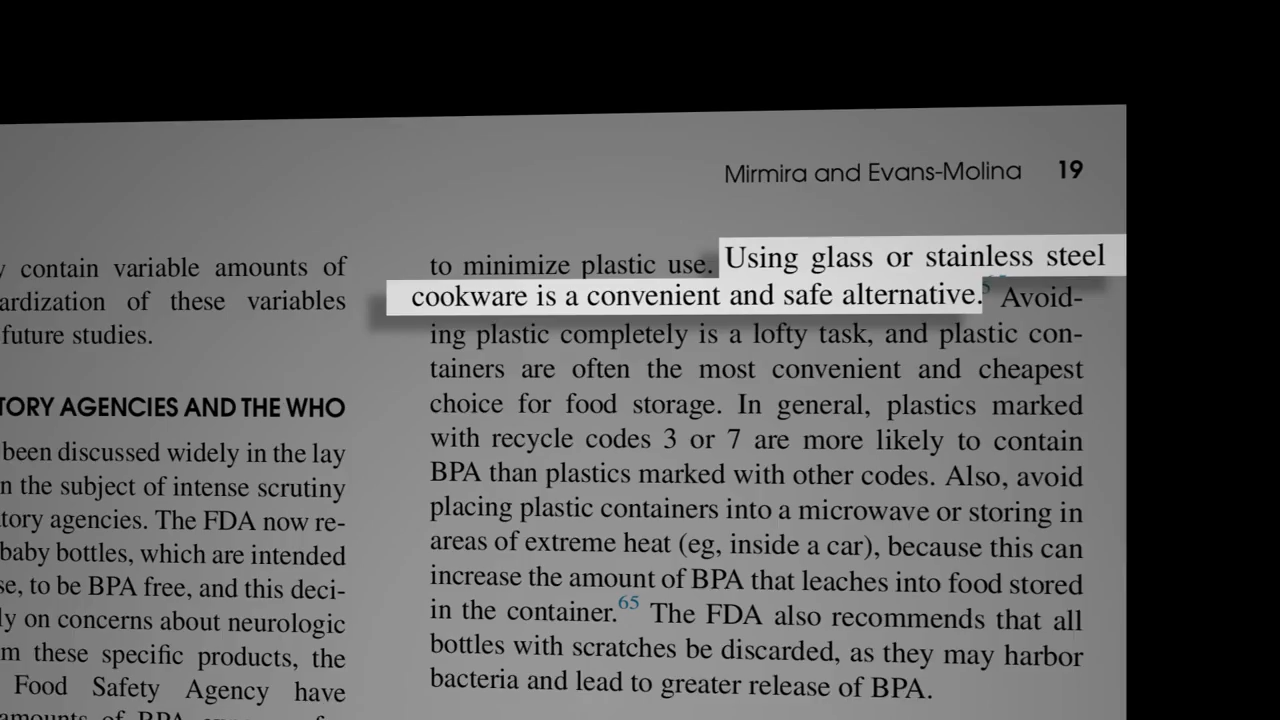 Mirmira and Evans-Molina 19
contain variable amounts of
ardization of these variables
future studies.
TORY AGENCIES AND THE WHO
been discussed widely in the lay
n the subject of intense scrutiny
tory agencies. The FDA now re-
baby bottles, which are intended
se, to be BPA free, and this deci-
ly on concerns about neurologic
m these specific products, the
Food Safety Agency have
amounts of BPA
to minimize plastic use. Using glass or stainless steel
cookware is a convenient and safe alternative. Avoid-
ing plastic completely is a lofty task, and plastic con-
tainers are often the most convenient and cheapest
choice for food storage. In general, plastics marked
with recycle codes 3 or 7 are more likely to contain
BPA than plastics marked with other codes. Also, avoid
placing plastic containers into a microwave or storing in
areas of extreme heat (eg, inside a car), because this can
increase the amount of BPA that leaches into food stored
in the container.65 The FDA also recommends that all
bottles with scratches be discarded, as they may harbor
bacteria and lead to greater release of BPA.